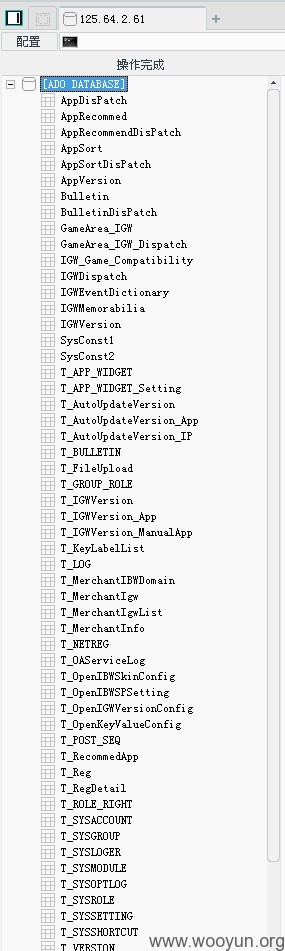 125.64.2.61
配置
操作完成
[ADO DATABASE]
AppDisPatch
AppRecommed
AppRecommendDisPatch
AppSort
AppSortDisPatch
AppVersion
Bulletin
BulletinDisPatch
GameArea_IGW
GameArea_IGW_Dispatch
IGW_Game_Compatibility
IGWDispatch
IGWEventDictionary
IGWMemorabilia
IGWVersion
SysConst1
SysConst2
T_APP_WIDGET
T_APP_WIDGET_Setting
T_AutoUpdateVersion
T_AutoUpdateVersion_App
T_AutoUpdateVersion_IP
T_BULLETIN
T_FileUpload
T_GROUP_ROLE
T_IGWVersion
T_IGWVersion_App
T_IGWVersion_ManualApp
T_KeyLabelList
T_LOG
T_MerchantIBWDomain
T_MerchantIgw
T_MerchantIgwList
T_MerchantInfo
T_NETREG
T_OAServiceLog
T_OpenIBWSkinConfig
T_OpenIBWSPSetting
T_OpenIGWVersionConfig
T_OpenKeyValueConfig
T_POST_SEQ
T_RecommedApp
T_Reg
T_RegDetail
T_ROLE_RIGHT
T_SYSACCOUNT
T_SYSGROUP
T_SYSLOGER
T_SYSMODULE
T_SYSOPTLOG
T_SYSROLE
T_SYSSETTING
T_SYSSHORTCUT
T_VERSION
www.wooyun.org